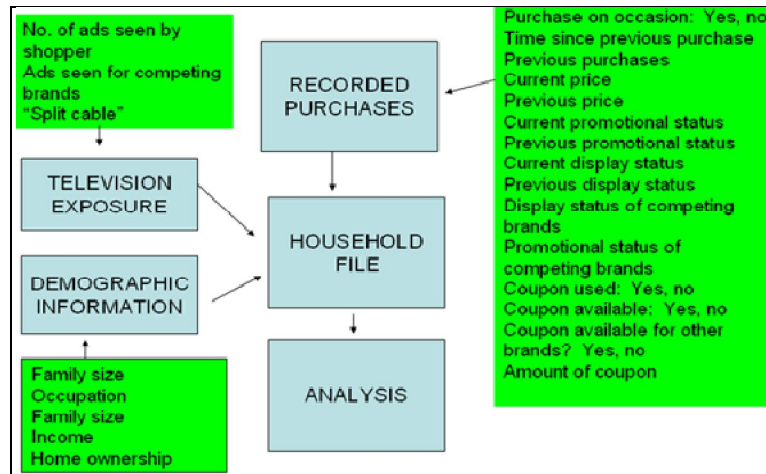 No. of ads seen by
shopper
Ads seen for competing
brands
“Split cable”
TELEVISION
EXPOSURE
DEMOGRAPHIC
INFORMATION
Family size
Occupation
Family size
Income
Home ownership
RECORDED
PURCHASES
HOUSEHOLD
FILE
ANALYSIS
Purchase on occasion: Yes, no
Time since previous purchase
Previous purchases
Current price
Previous price
Current promotional status
Previous promotional status
Current display status
Previous display status
Display status of competing
brands
Promotional status of
competing brands
Coupon used: Yes, no
Coupon available: Yes, no
Coupon available for other
brands? Yes, no
Amount of coupon